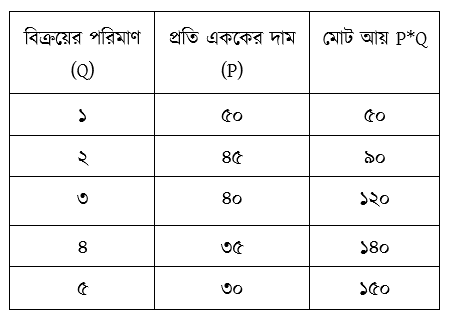 বিক্রয়ের পরিমাণ প্রতি এককের দাম মোট আয় P*Q
(Q) (P)
১ ৫০ ৫০
২ ৪৫ ৯০
৩ ৪০ ১২০
৪ ৩৫ ১৪০
৫ ৩০ ১৫০